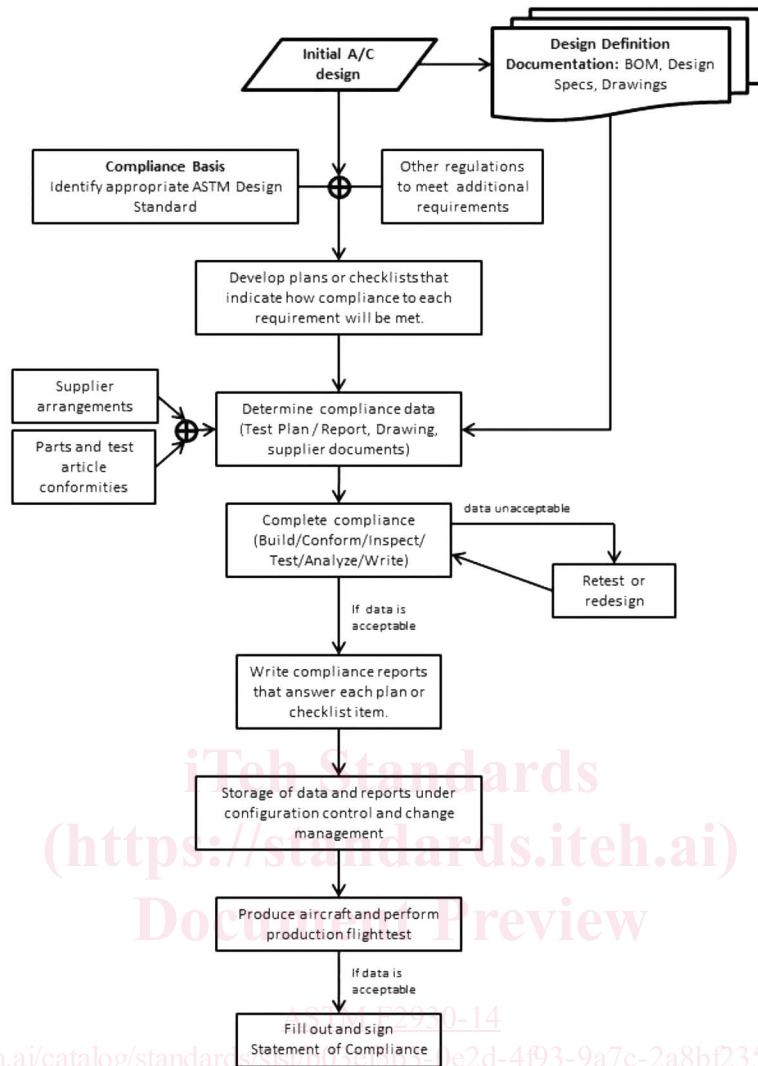 Initial A/C
design
Design Definition
Documentation: BOM, Design
Specs, Drawings
Compliance Basis
Identify appropriate ASTM Design
Standard
Other regulations
to meet additional
requirements
Develop plans or checklists that
indicate how compliance to each
requirement will be met.
Supplier
arrangements
Parts and test
article
conformities
Determine compliance data
(Test Plan / Report, Drawing,
supplier documents)
Complete compliance
(Build/Conform/Inspect/
Test/Analyze/Write)
data unacceptable
Retest or
redesign
If data is
acceptable
Write compliance reports
that answer each plan or
checklist item.
iTeh Standards
Storage of data and reports under
configuration control and change
management
(https://standards.iteh.ai)
Document Preview
Produce aircraft and perform
production flight test
If data is
acceptable
ASTM F2930-14
Fill out and sign
Statement of Compliance